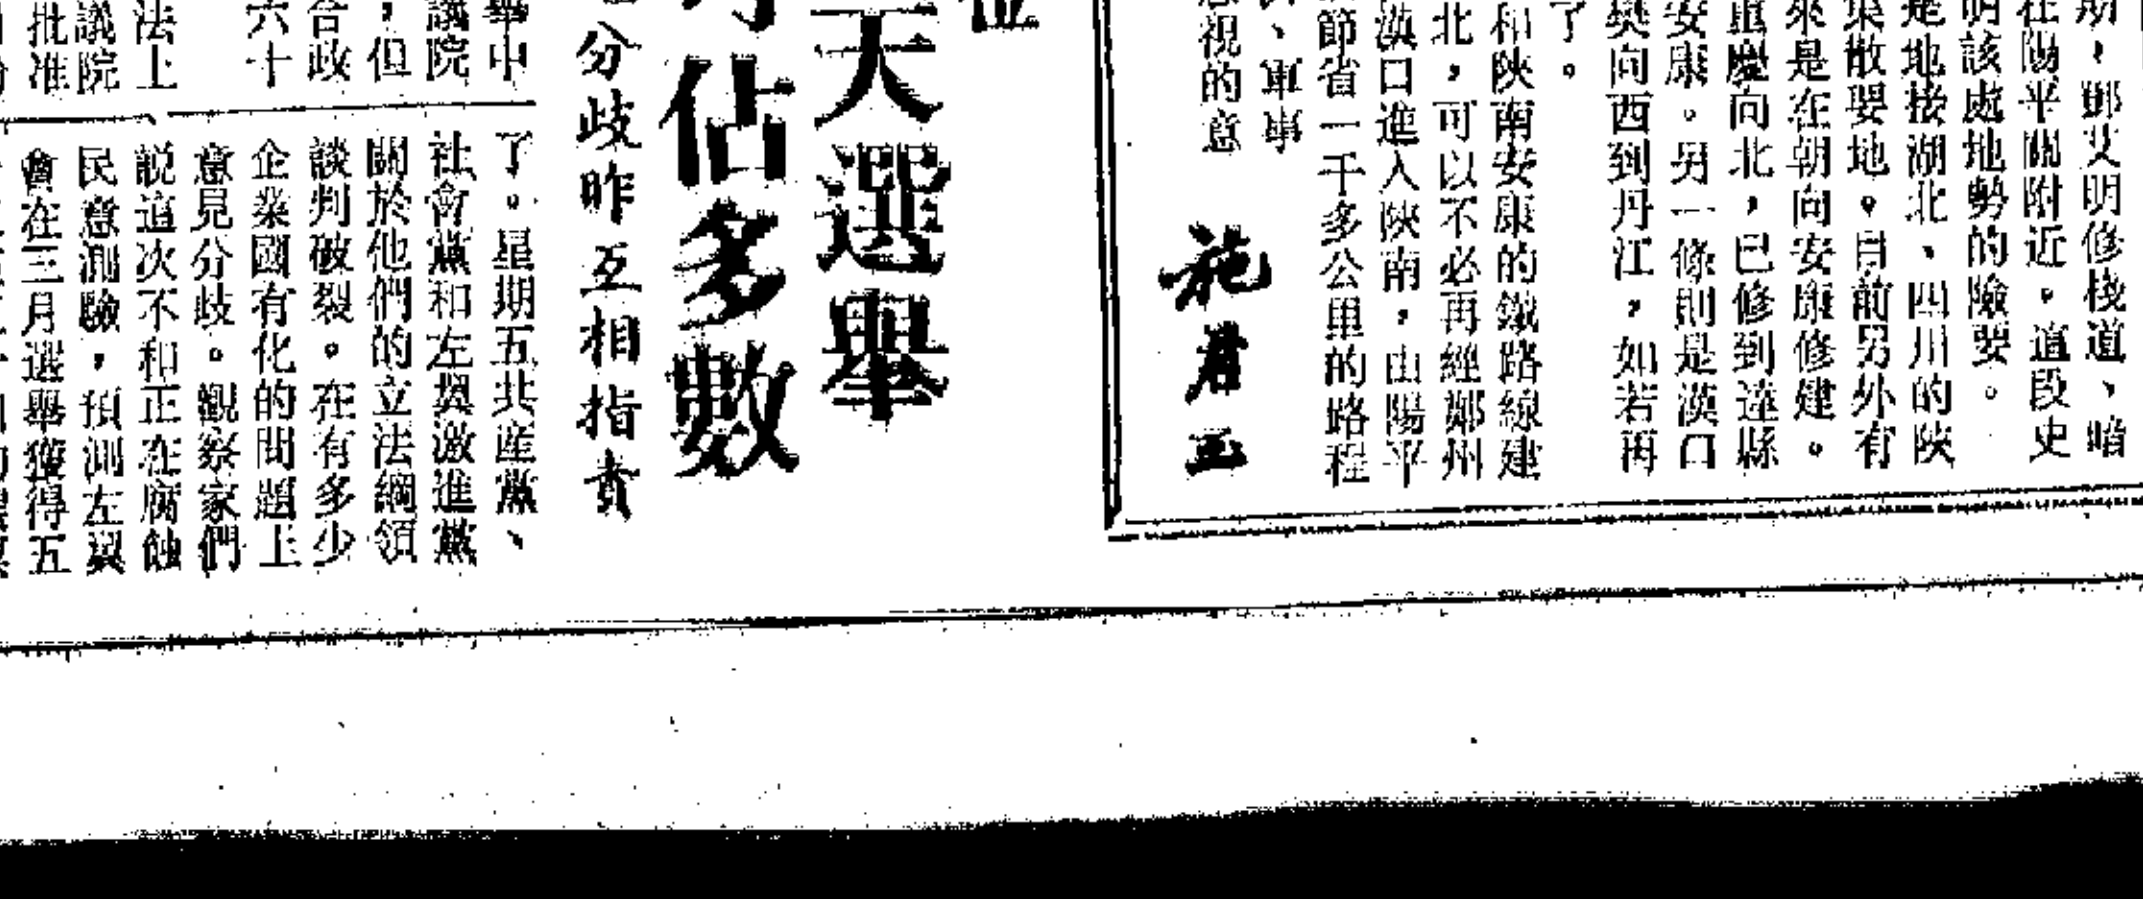 期，鄧艾明修棧道、暗
在陽平關附近。這段史
明該處地勢的險要。
是地接湖北、四川的陝
集散要地。目前另外有
來是在朝向安康修建。
重慶向北，已修到達縣
安康。另一條則是漢口
樊向西到丹江，如若再
了。
和陝南安康的鐵路線建
北，可以不必再經鄭州
漢口進入陝南，由陽平
節省一千多公里的路程
、軍事
視的意
施君玉
位
天選舉
佔多數
分歧昨互相指責
舉中
議院
，但
合政
六十
法上
議院
批准
了。星期五共產黨、
社會黨和左翼激進黨
關於他們的立法綱領
談判破裂。在有多少
企業國有化的問題上
意見分歧。觀察家們
説這次不和正在腐蝕
民意測驗，預測左翼
會在三月選舉獲得五